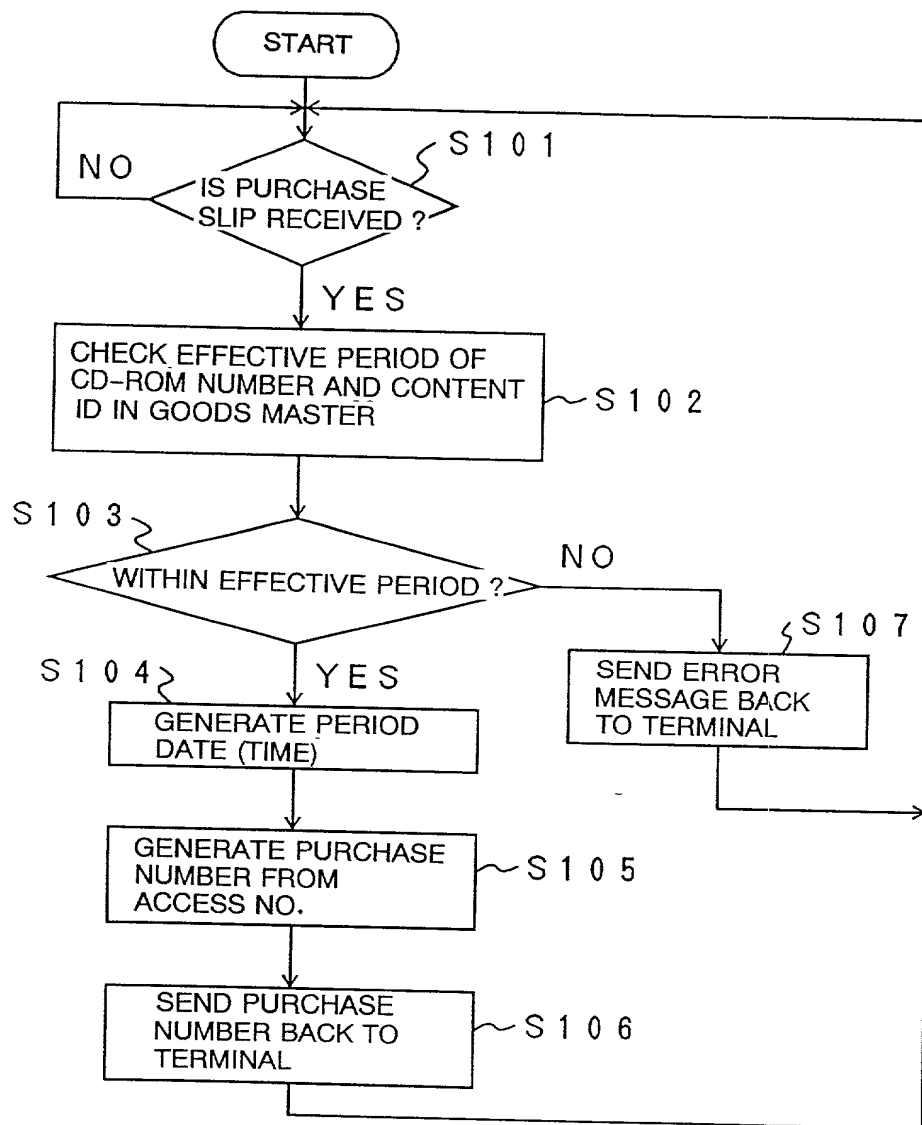 START
S101
NO
IS PURCHASE
SLIP RECEIVED ?
YES
CHECK EFFECTIVE PERIOD OF
CD-ROM NUMBER AND CONTENT
ID IN GOODS MASTER
S102
S103
WITHIN EFFECTIVE PERIOD ?
NO
S107
SEND ERROR
MESSAGE BACK
TO TERMINAL
YES
S104
GENERATE PERIOD
DATE (TIME)
GENERATE PURCHASE
NUMBER FROM
ACCESS NO.
S105
SEND PURCHASE
NUMBER BACK TO
TERMINAL
S106